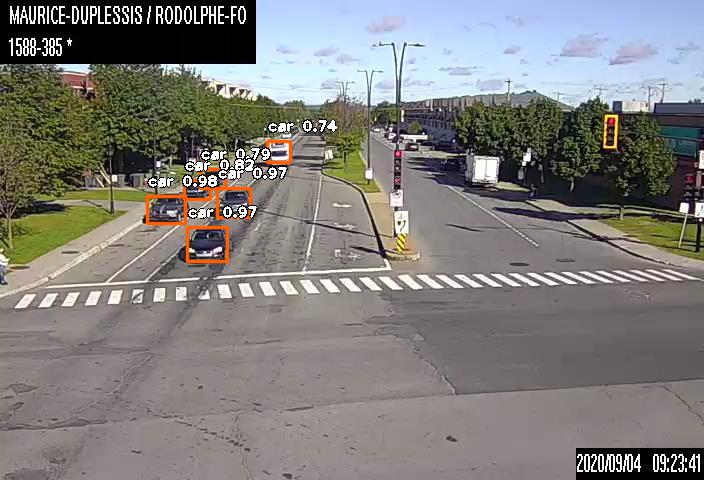 MAURICE-DUPLESSIS / RODOLPHE-FO
1588-385 *
car 0.74
car 0.79
car 0.82
car 0.97
car 0.98
car 0.97
2020/09/04 09:23:41